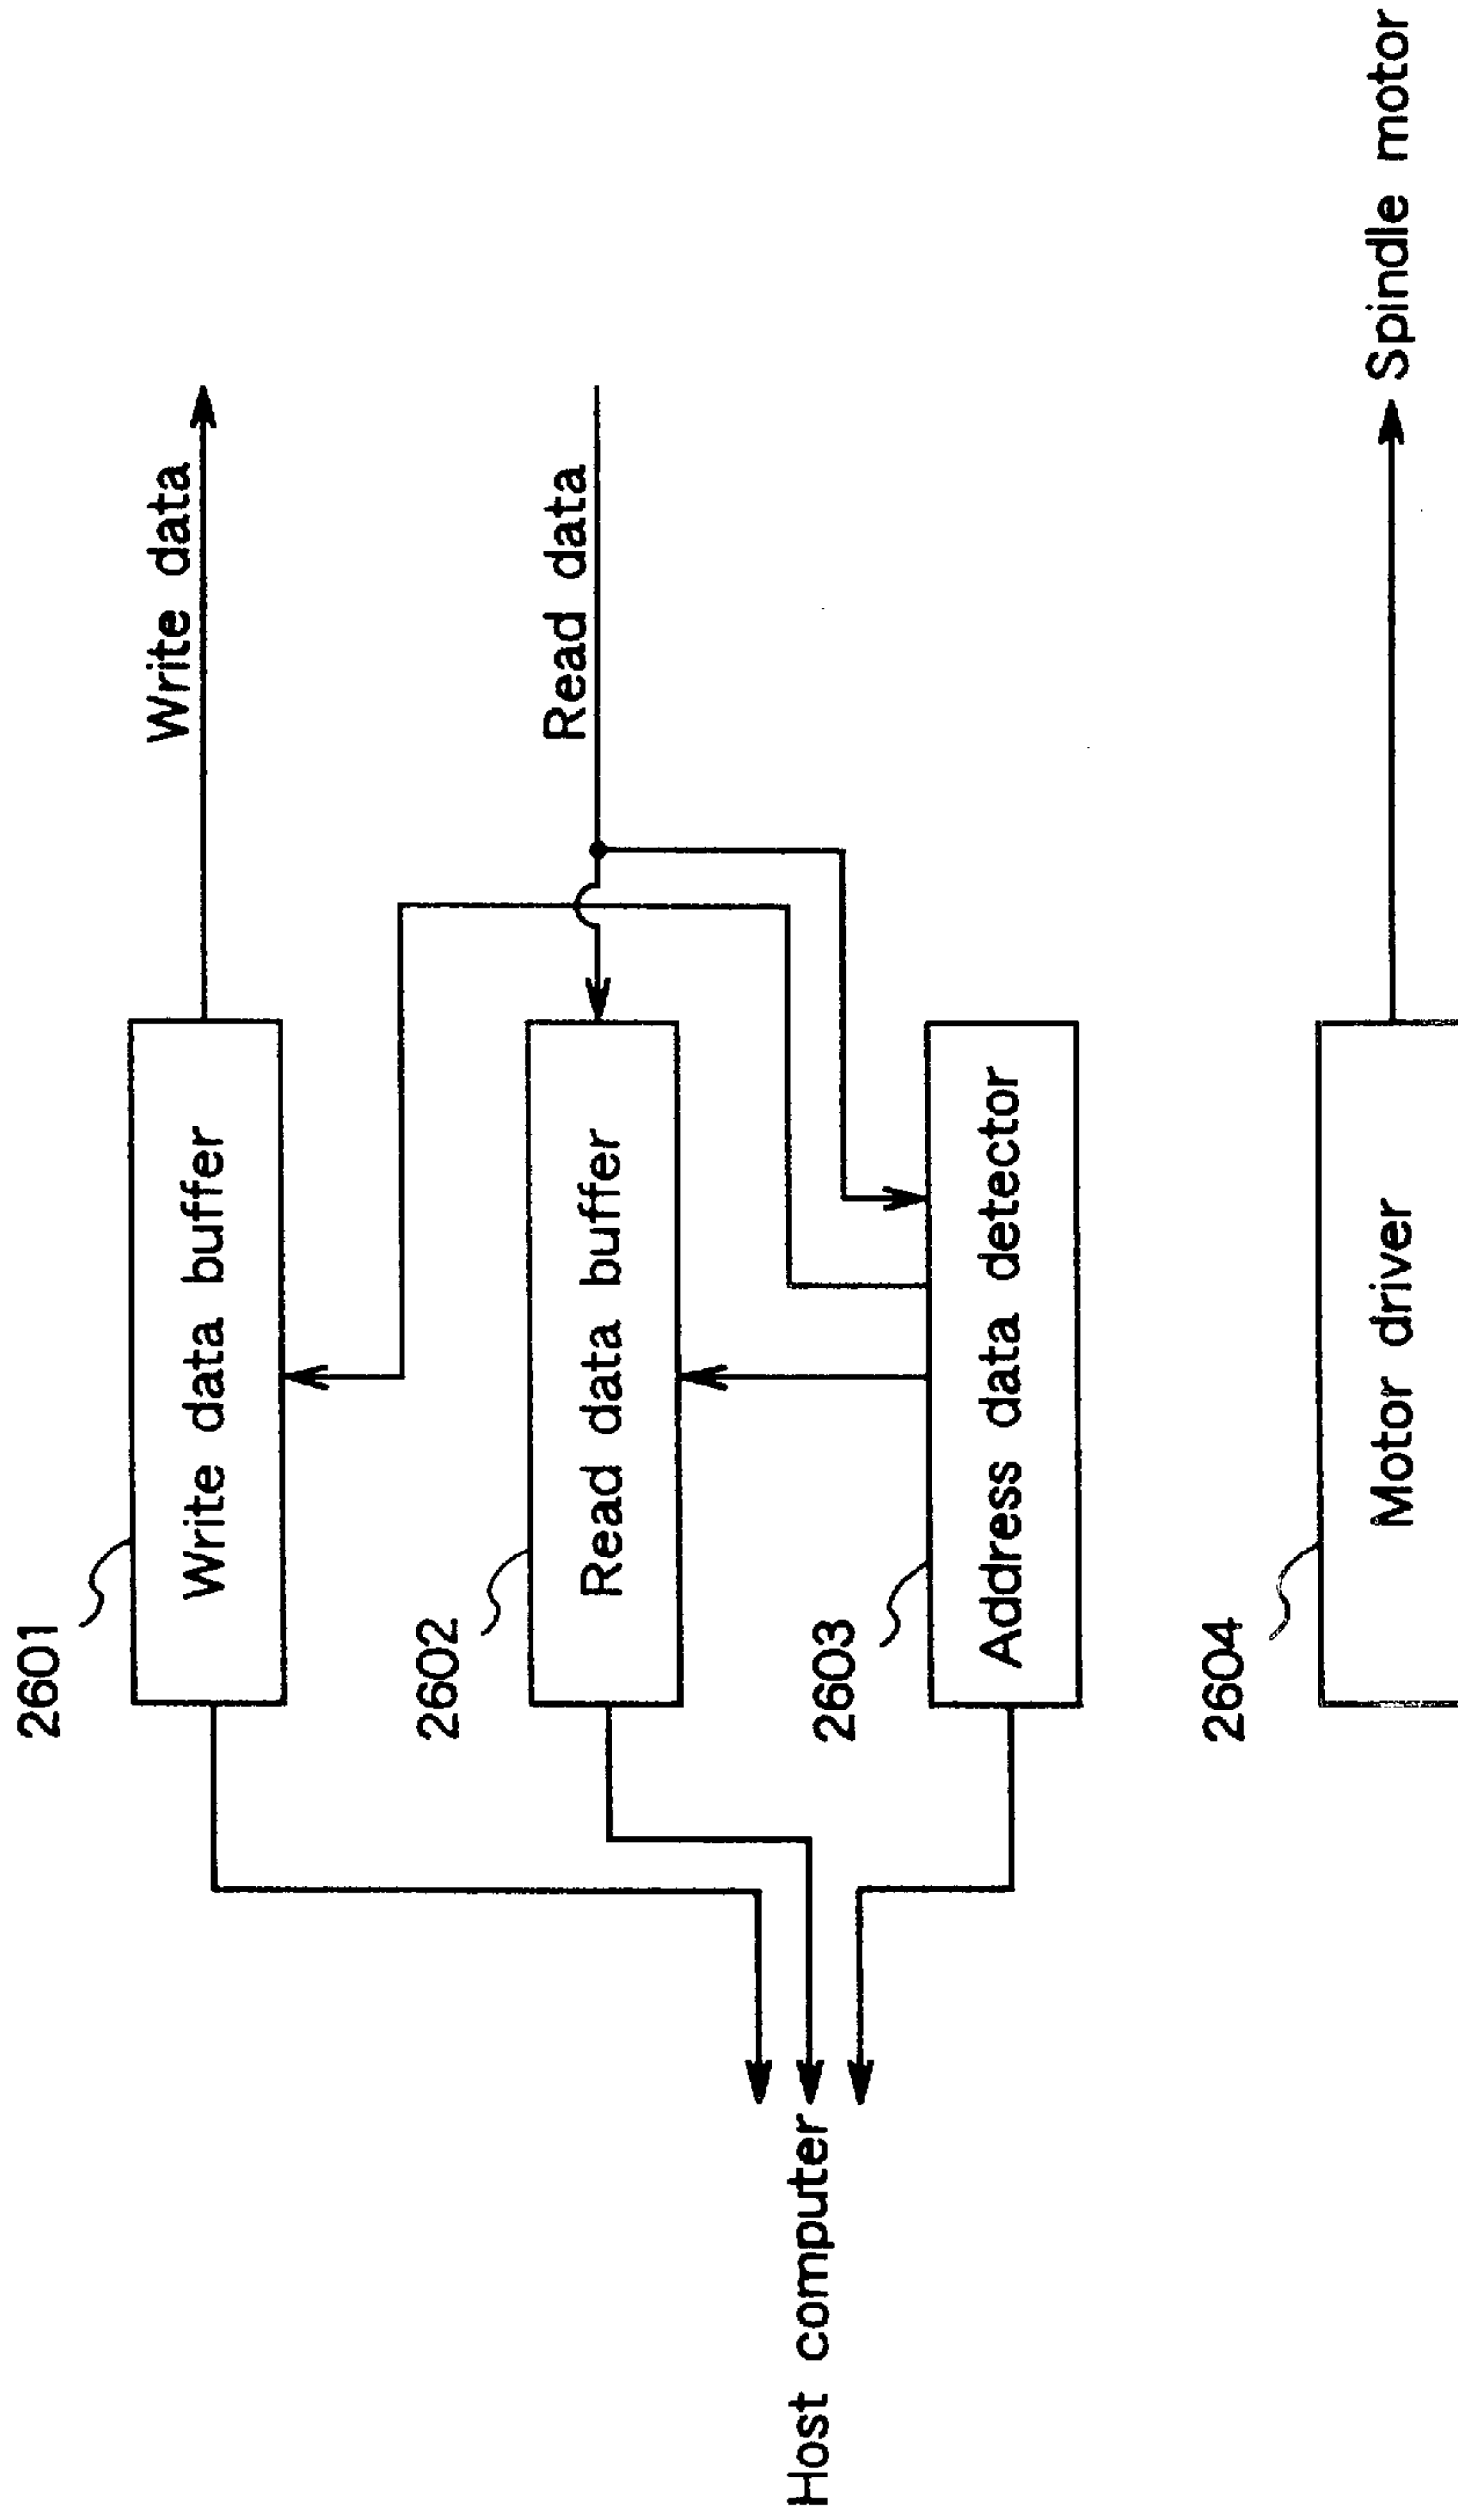 2601
Write data buffer
Write data
2602
Read data buffer
Read data
2603
Address data detector
Host computer
2604
Motor driver
Spindle motor